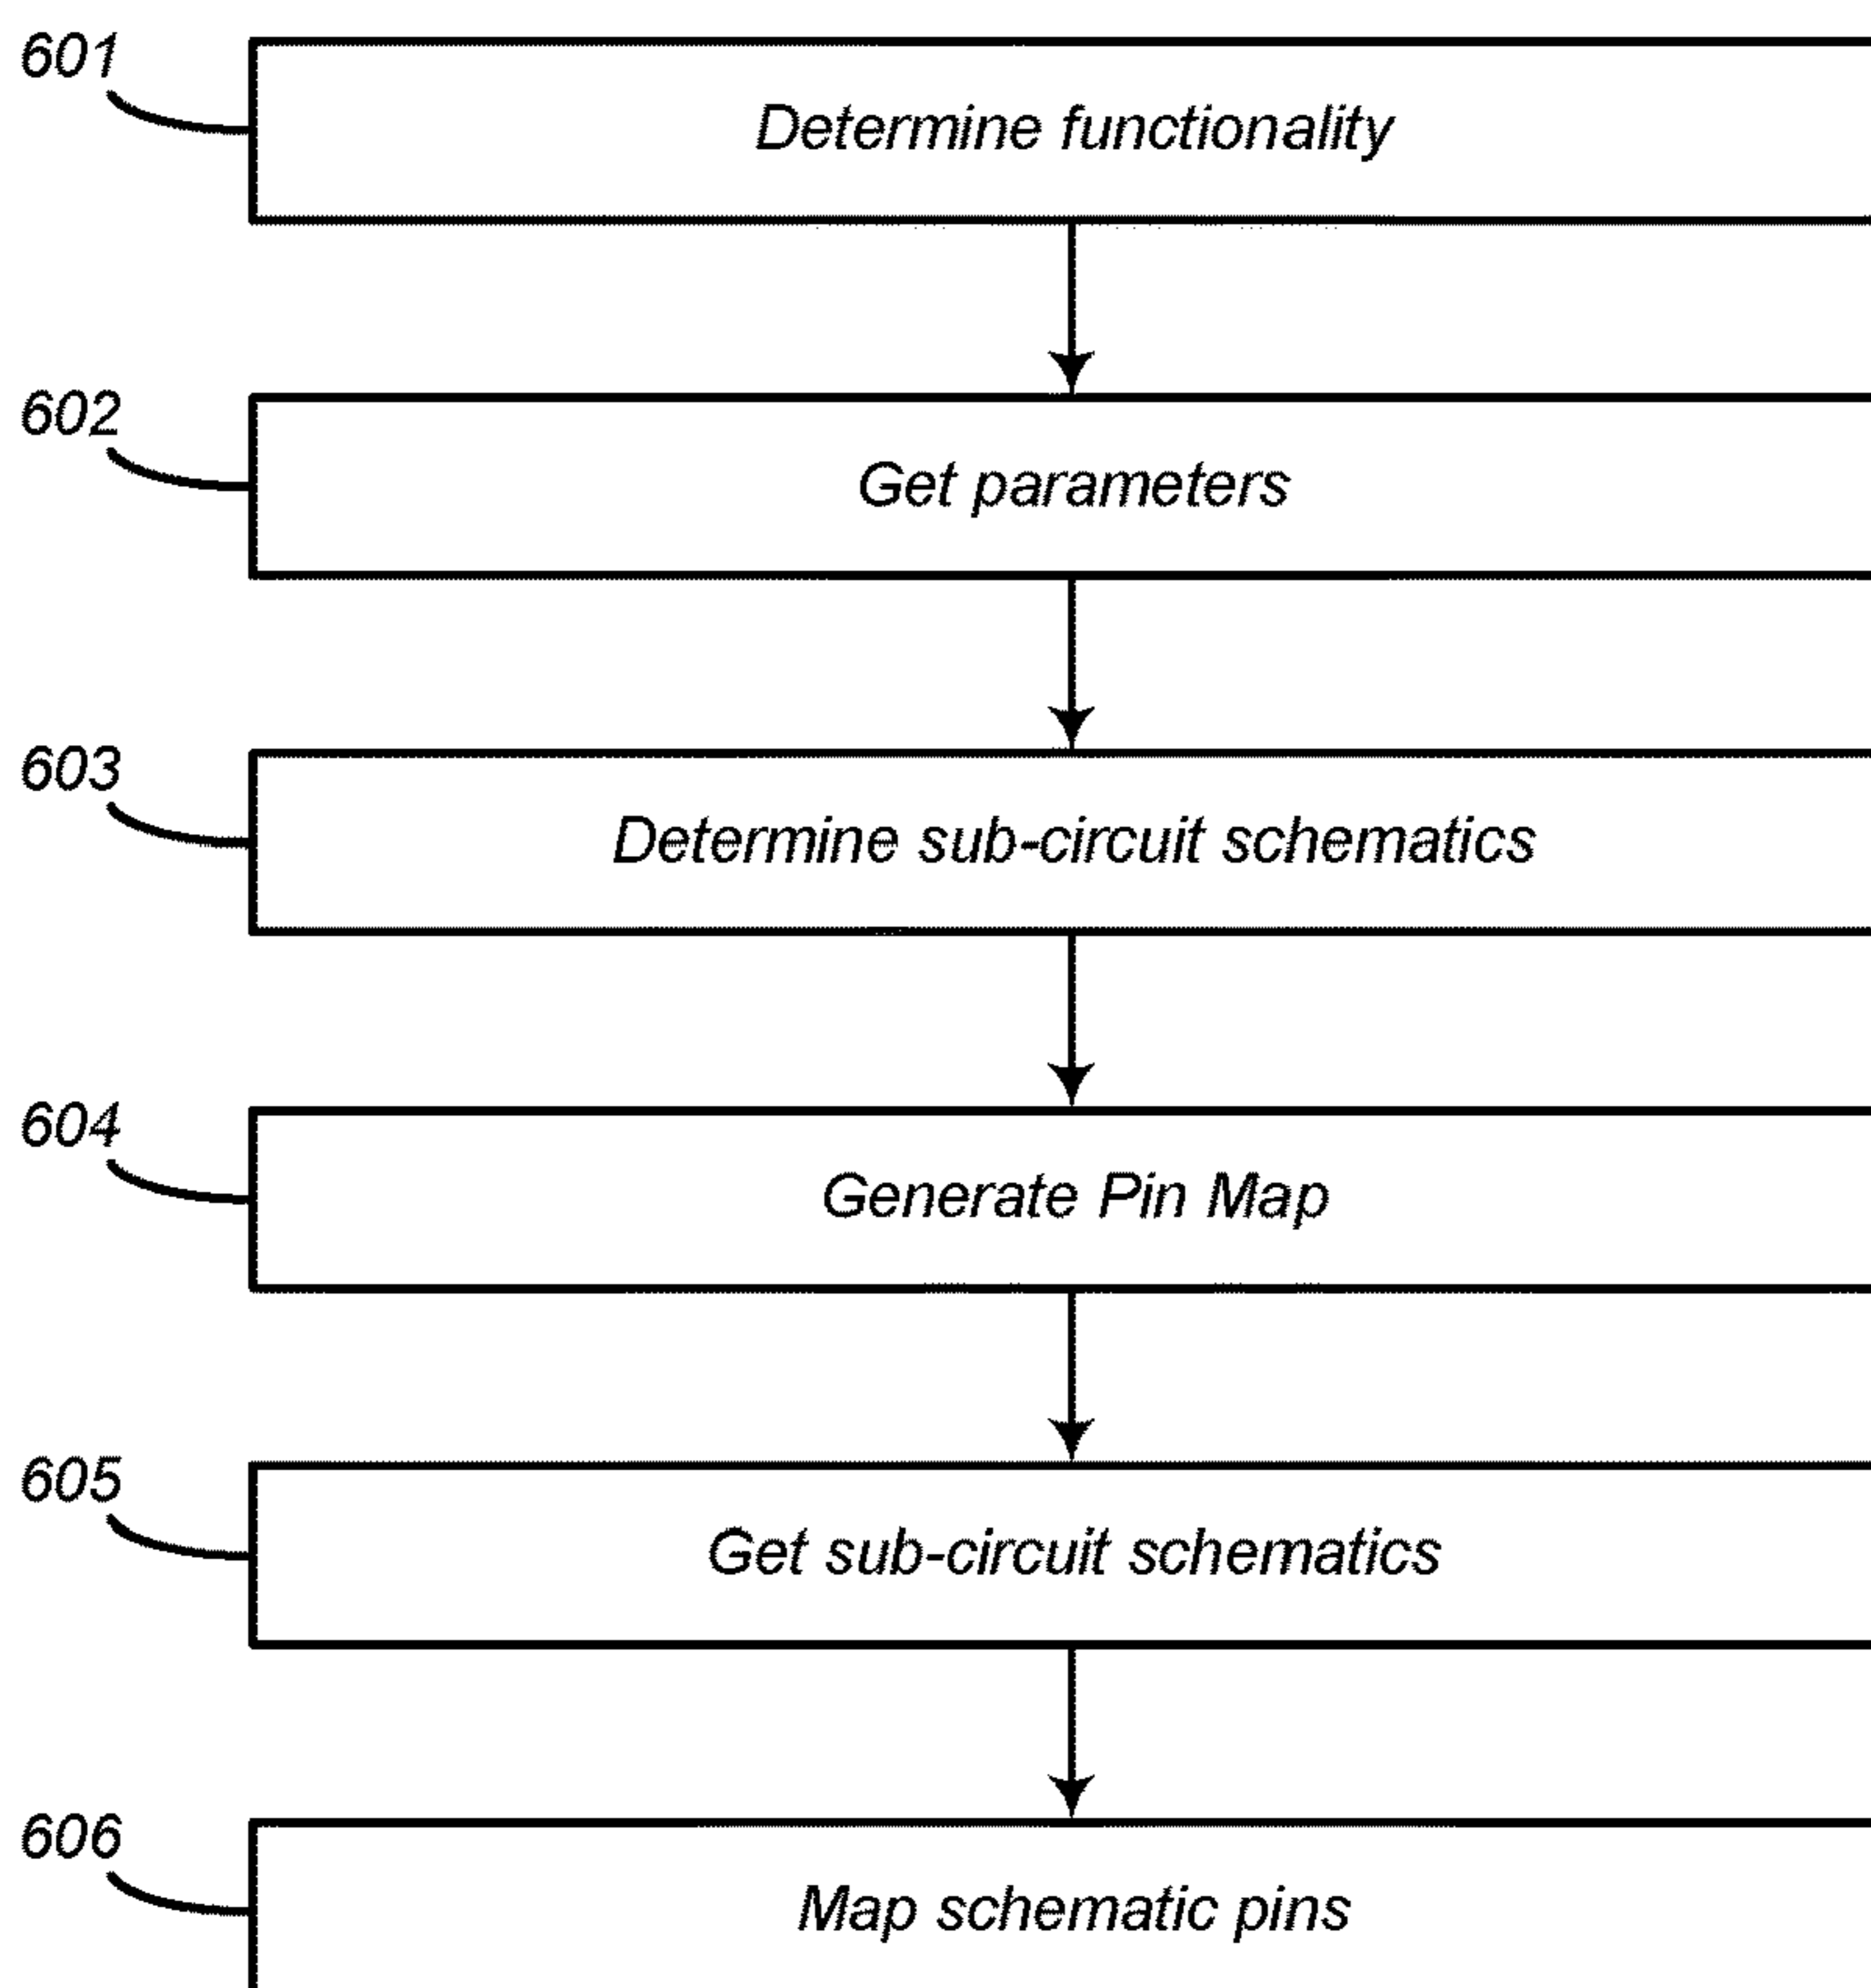 601
Determine functionality
602
Get parameters
603
Determine sub-circuit schematics
604
Generate Pin Map
605
Get sub-circuit schematics
606
Map schematic pins